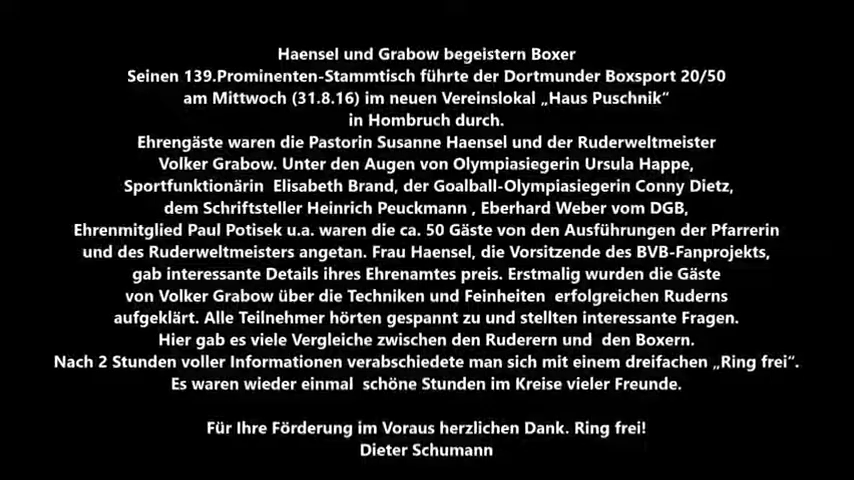 Haensel und Grabow begeistern Boxer
Seinen 139.Prominenten-Stammtisch führte der Dortmunder Boxsport 20/50
am Mittwoch (31.8.16) im neuen Vereinslokal „Haus Puschnik“
in Hombruch durch.
Ehrengäste waren die Pastorin Susanne Haensel und der Ruderweltmeister
Volker Grabow. Unter den Augen von Olympiasiegerin Ursula Happe,
Sportfunktionärin  Elisabeth Brand, der Goalball-Olympiasiegerin Conny Dietz,
dem Schriftsteller Heinrich Peuckmann , Eberhard Weber vom DGB,
Ehrenmitglied Paul Potisek u.a. waren die ca. 50 Gäste von den Ausführungen der Pfarrerin
und des Ruderweltmeisters angetan. Frau Haensel, die Vorsitzende des BVB-Fanprojekts,
gab interessante Details ihres Ehrenamtes preis. Erstmalig wurden die Gäste
von Volker Grabow über die Techniken und Feinheiten  erfolgreichen Ruderns
aufgeklärt. Alle Teilnehmer hörten gespannt zu und stellten interessante Fragen.
Hier gab es viele Vergleiche zwischen den Ruderern und  den Boxern.
Nach 2 Stunden voller Informationen verabschiedete man sich mit einem dreifachen „Ring frei“.
Es waren wieder einmal  schöne Stunden im Kreise vieler Freunde.
Für Ihre Förderung im Voraus herzlichen Dank. Ring frei!
Dieter Schumann